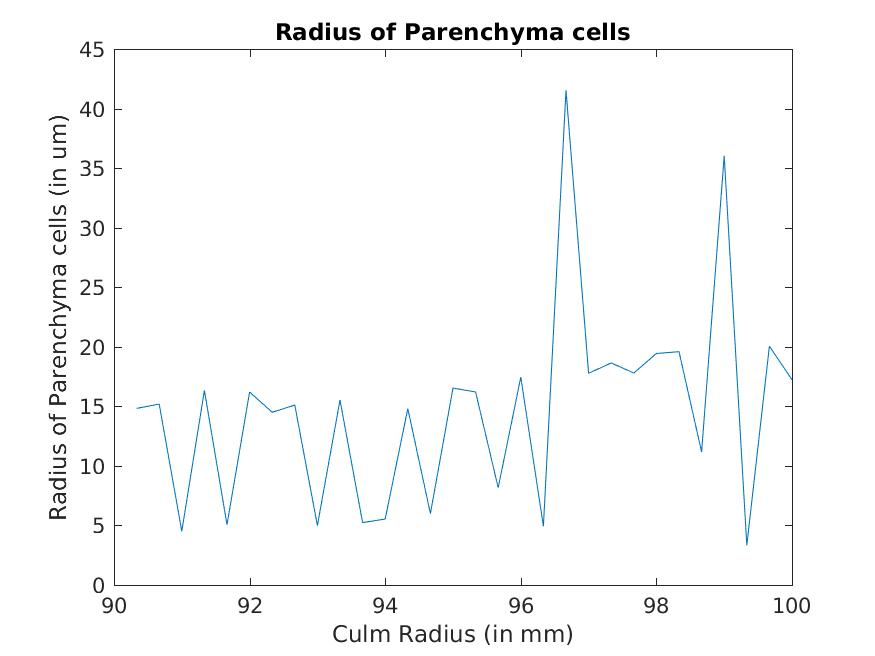 Radius of Parenchyma cells
Radius of Parenchyma cells (in um)
45
40
35
30
25
20
15
10
5
0
90 92 94 96 98 100
Culm Radius (in mm)